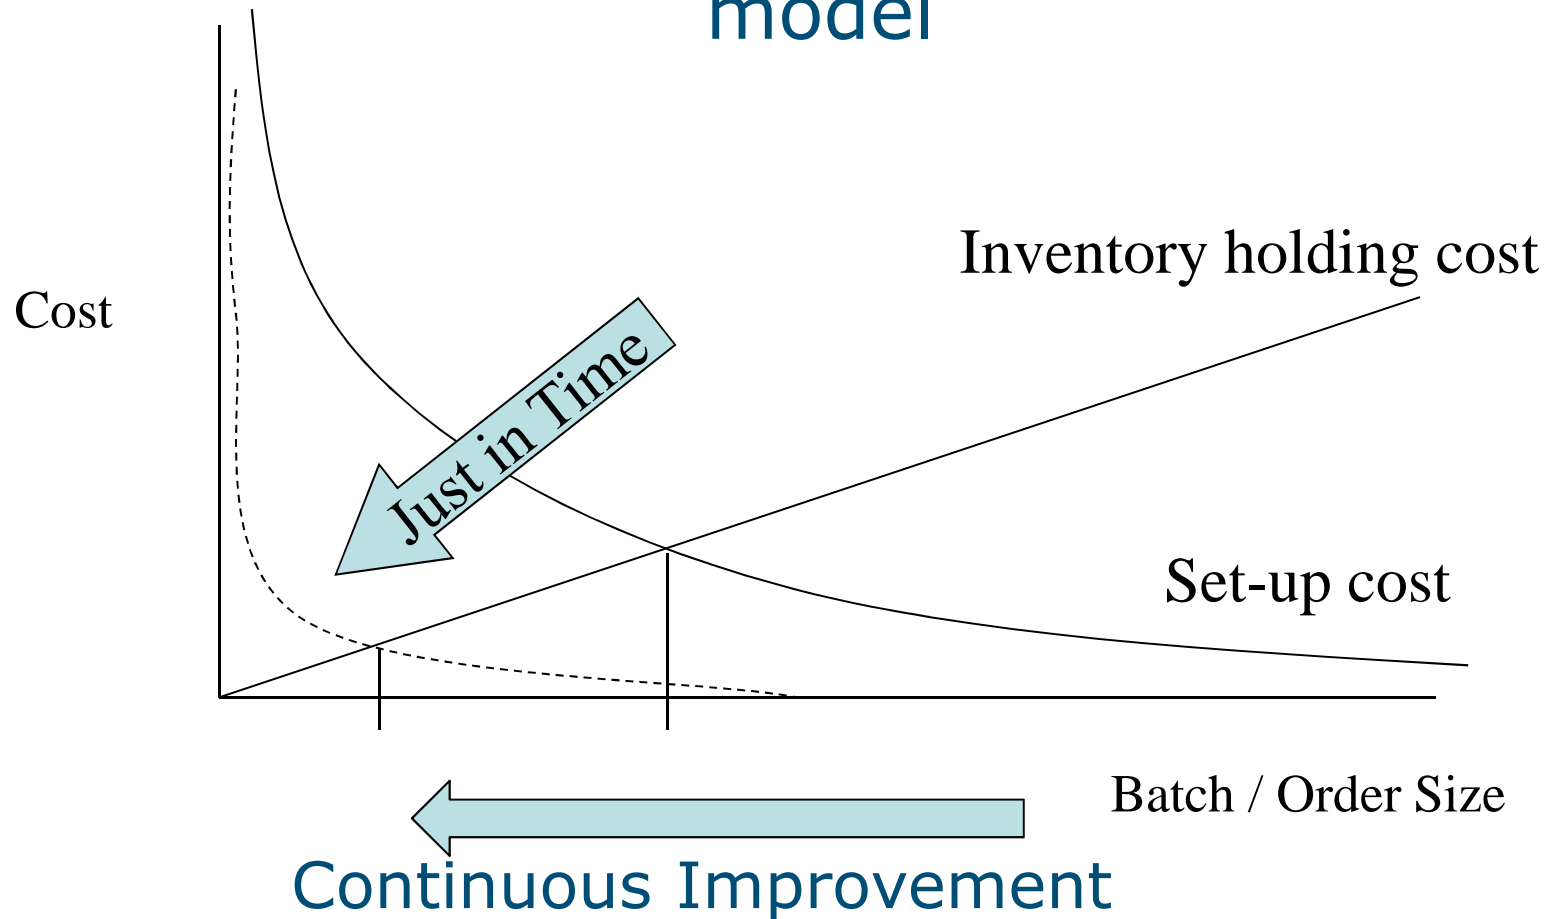 model
Inventory holding cost
Cost
Just in Time
Set-up cost
Batch / Order Size
Continuous Improvement